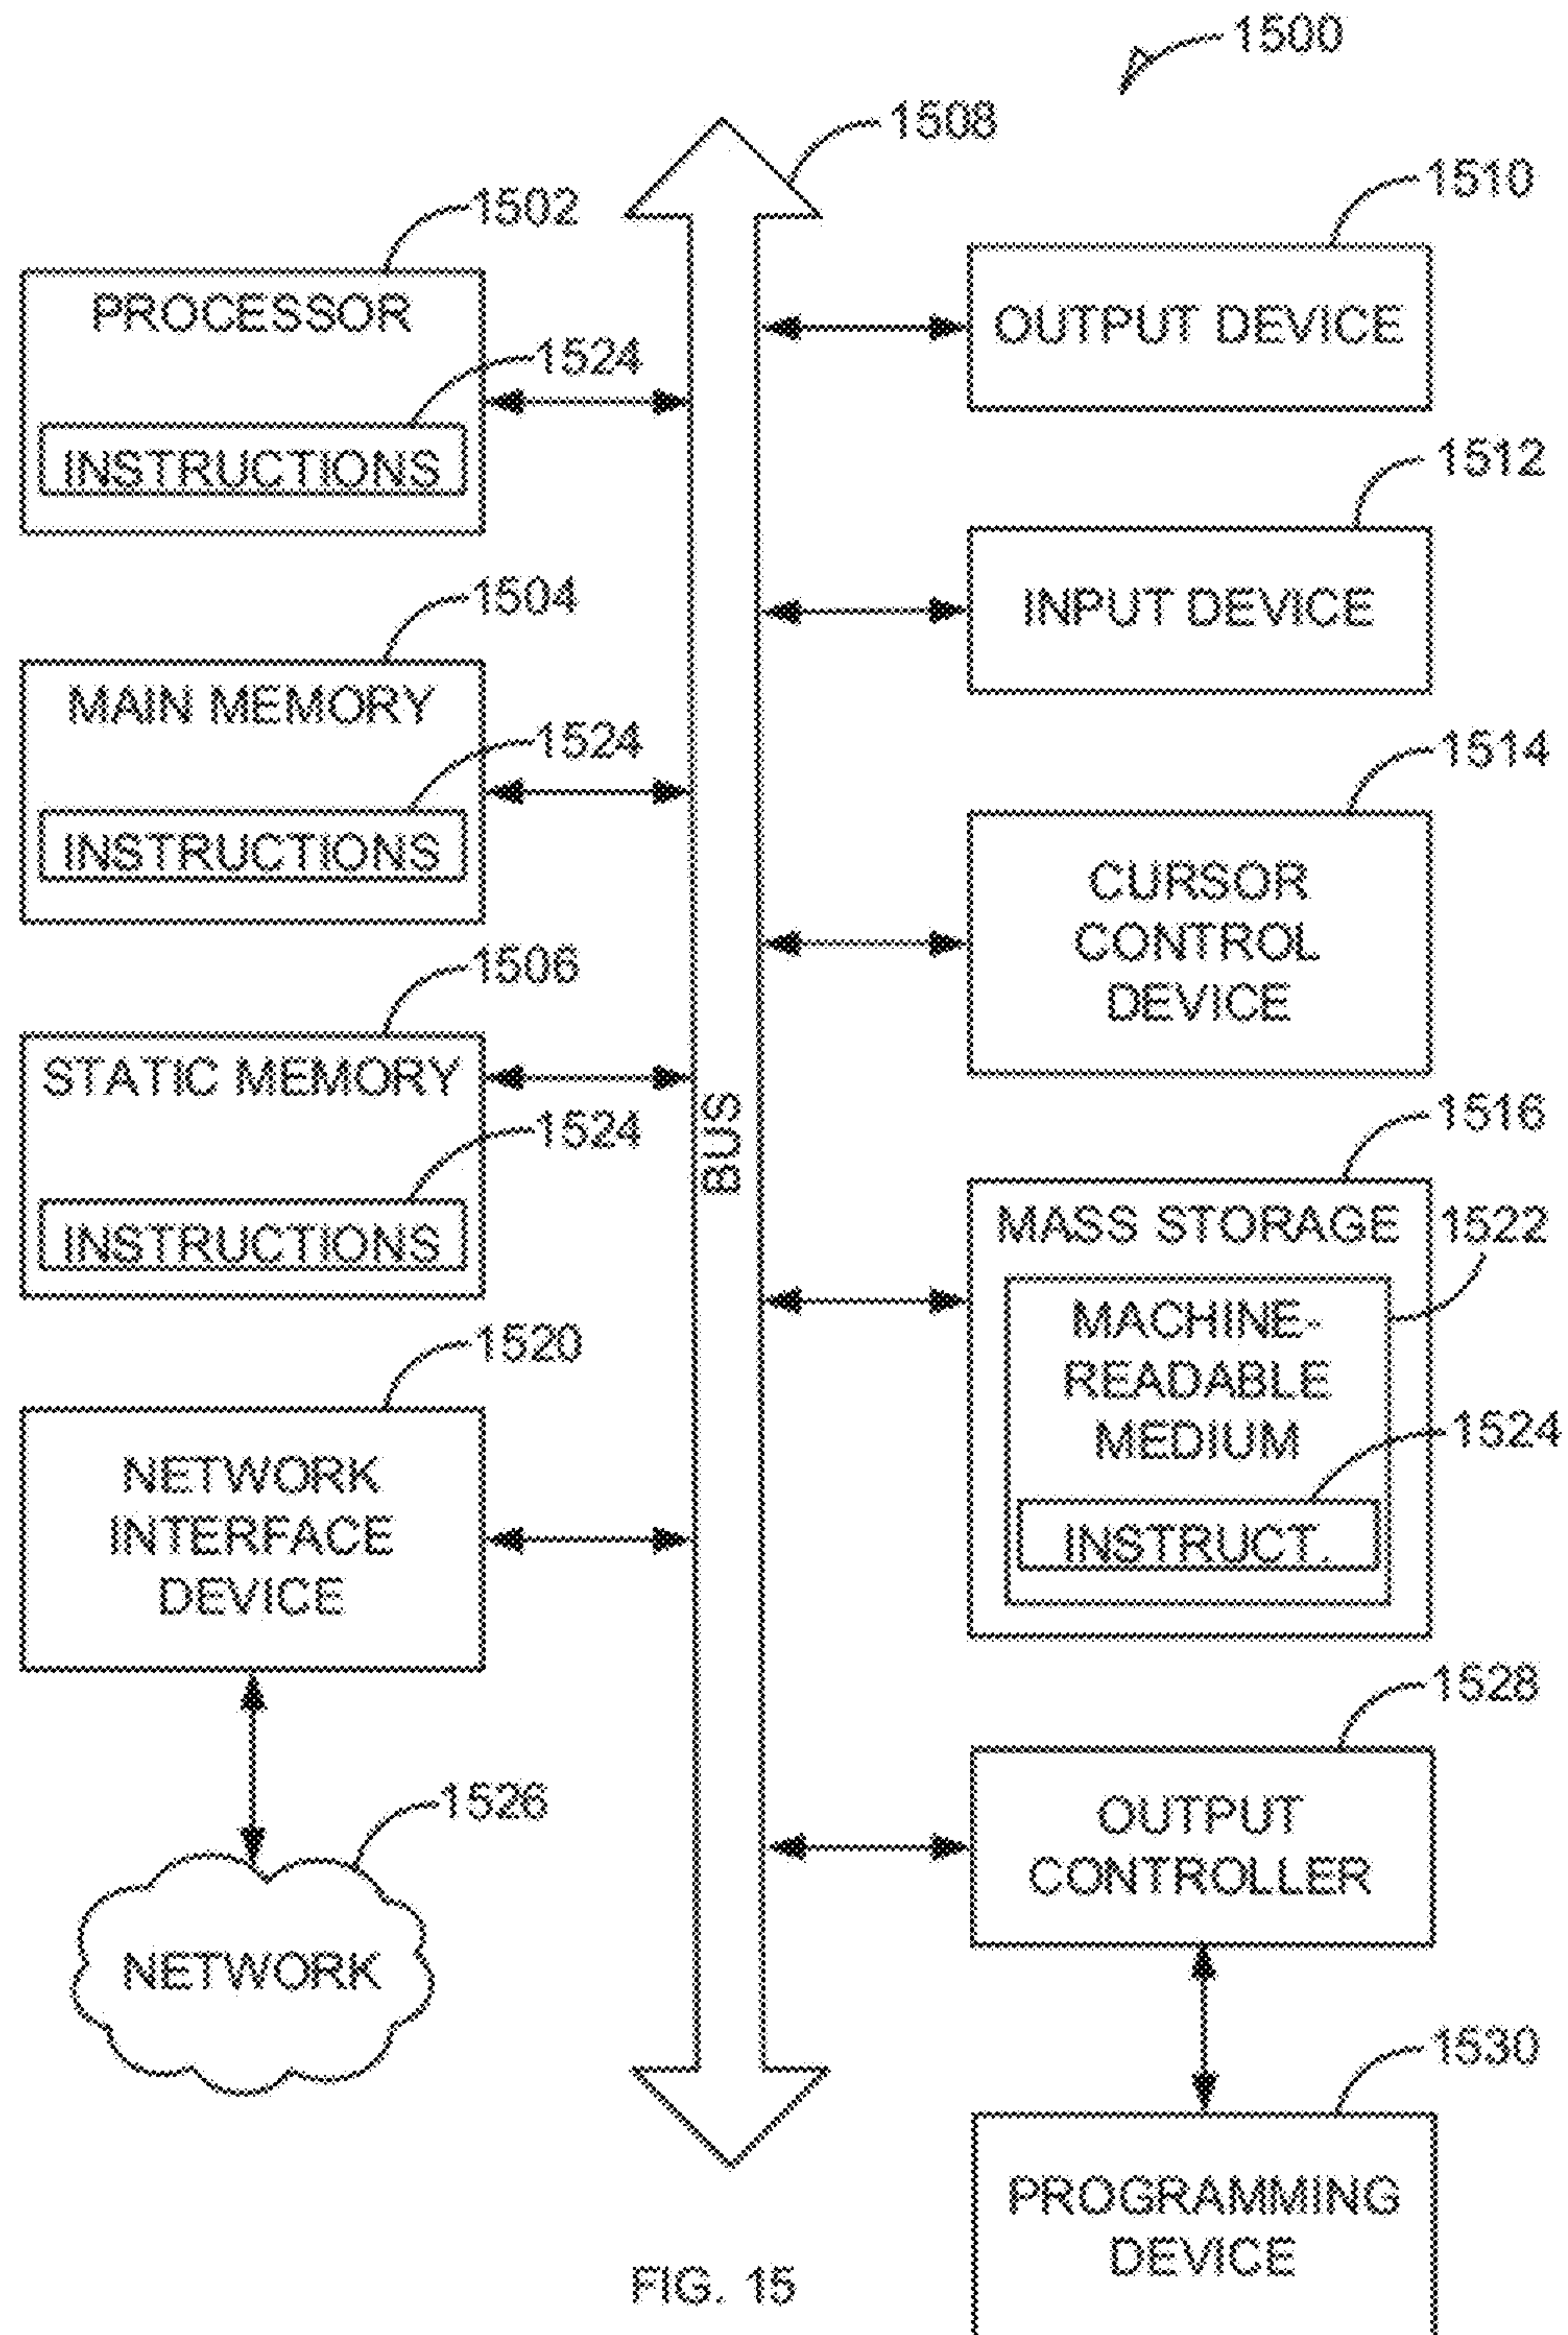 1500
1508
1502
PROCESSOR
1524
INSTRUCTIONS
1504
MAIN MEMORY
1524
INSTRUCTIONS
1506
STATIC MEMORY
1524
INSTRUCTIONS
1520
NETWORK
INTERFACE
DEVICE
1526
NETWORK
BUS
1510
OUTPUT DEVICE
1512
INPUT DEVICE
1514
CURSOR
CONTROL
DEVICE
1516
MASS STORAGE
1522
MACHINE-
READABLE
MEDIUM
1524
INSTRUCT.
1528
OUTPUT
CONTROLLER
1530
PROGRAMMING
DEVICE
FIG. 15